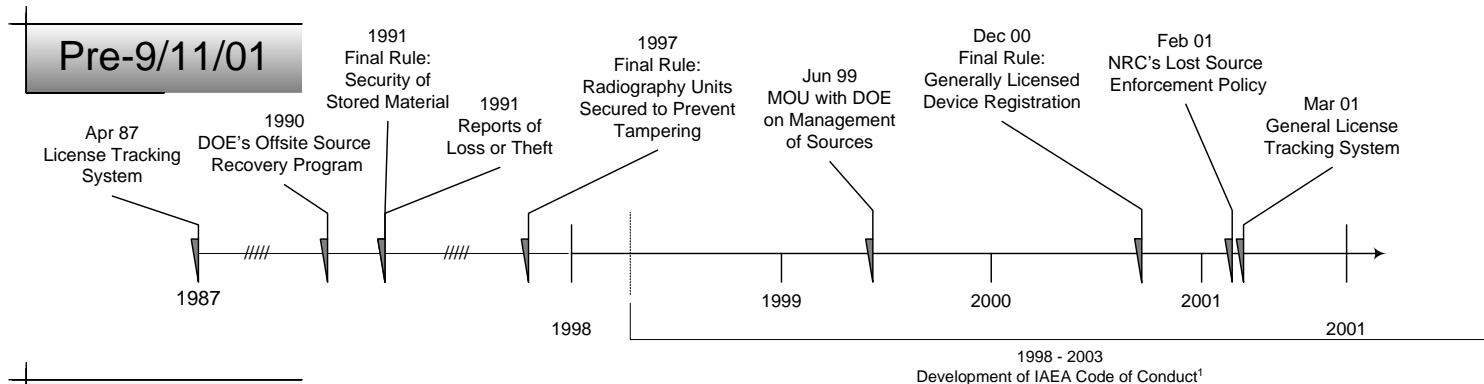 Pre-9/11/01
Apr 87
License Tracking
System
1990
DOE's Offsite Source
Recovery Program
1991
Final Rule:
Security of
Stored Material
1991
Reports of
Loss or Theft
1997
Final Rule:
Radiography Units
Secured to Prevent
Tampering
Jun 99
MOU with DOE
on Management
of Sources
Dec 00
Final Rule:
Generally Licensed
Device Registration
Feb 01
NRC's Lost Source
Enforcement Policy
Mar 01
General License
Tracking System
1987
1998
1999
2000
2001
2001
1998 - 2003
Development of IAEA Code of Conduct¹